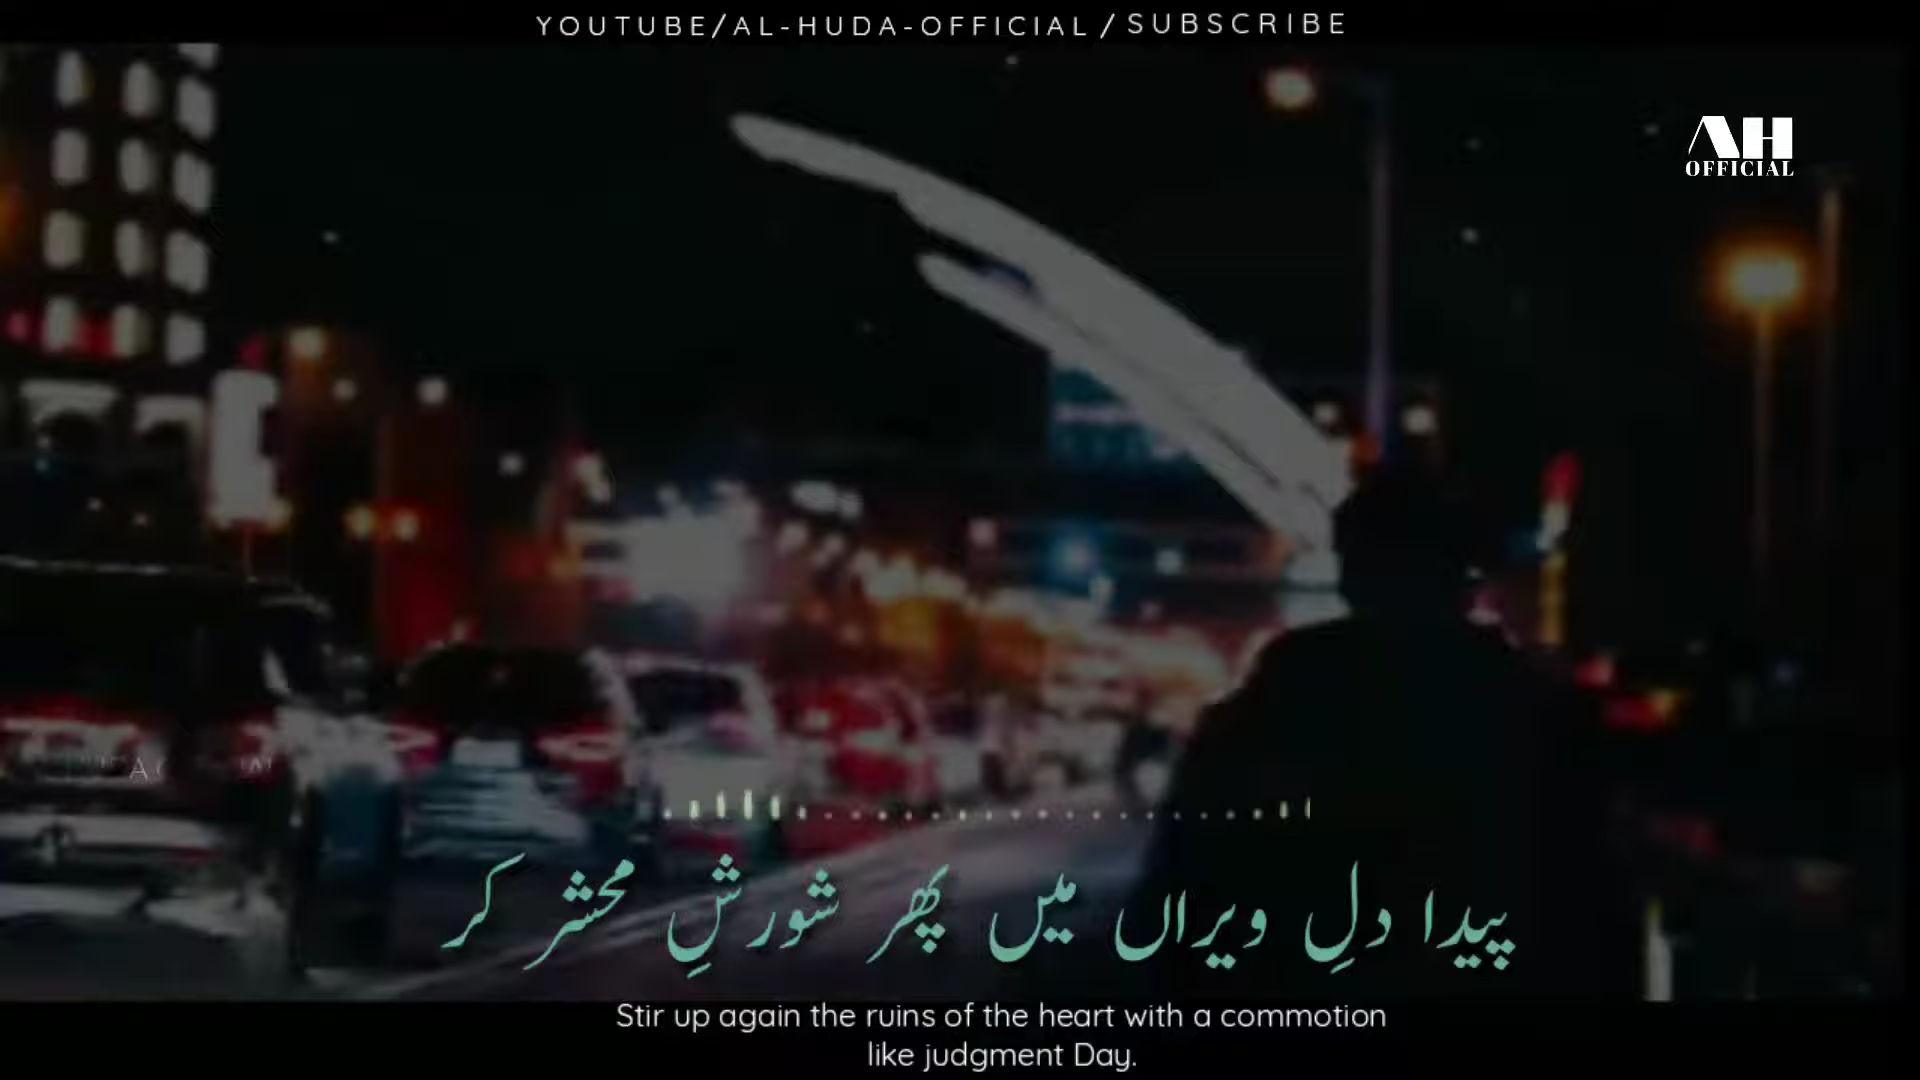 YOUTUBE/AL-HUDA-OFFICIAL / SUBSCRIBE
AH
OFFICIAL
پیدا دلِ ویراں میں پھر شورشِ محشر کر
Stir up again the ruins of the heart with a commotion
like judgment Day.